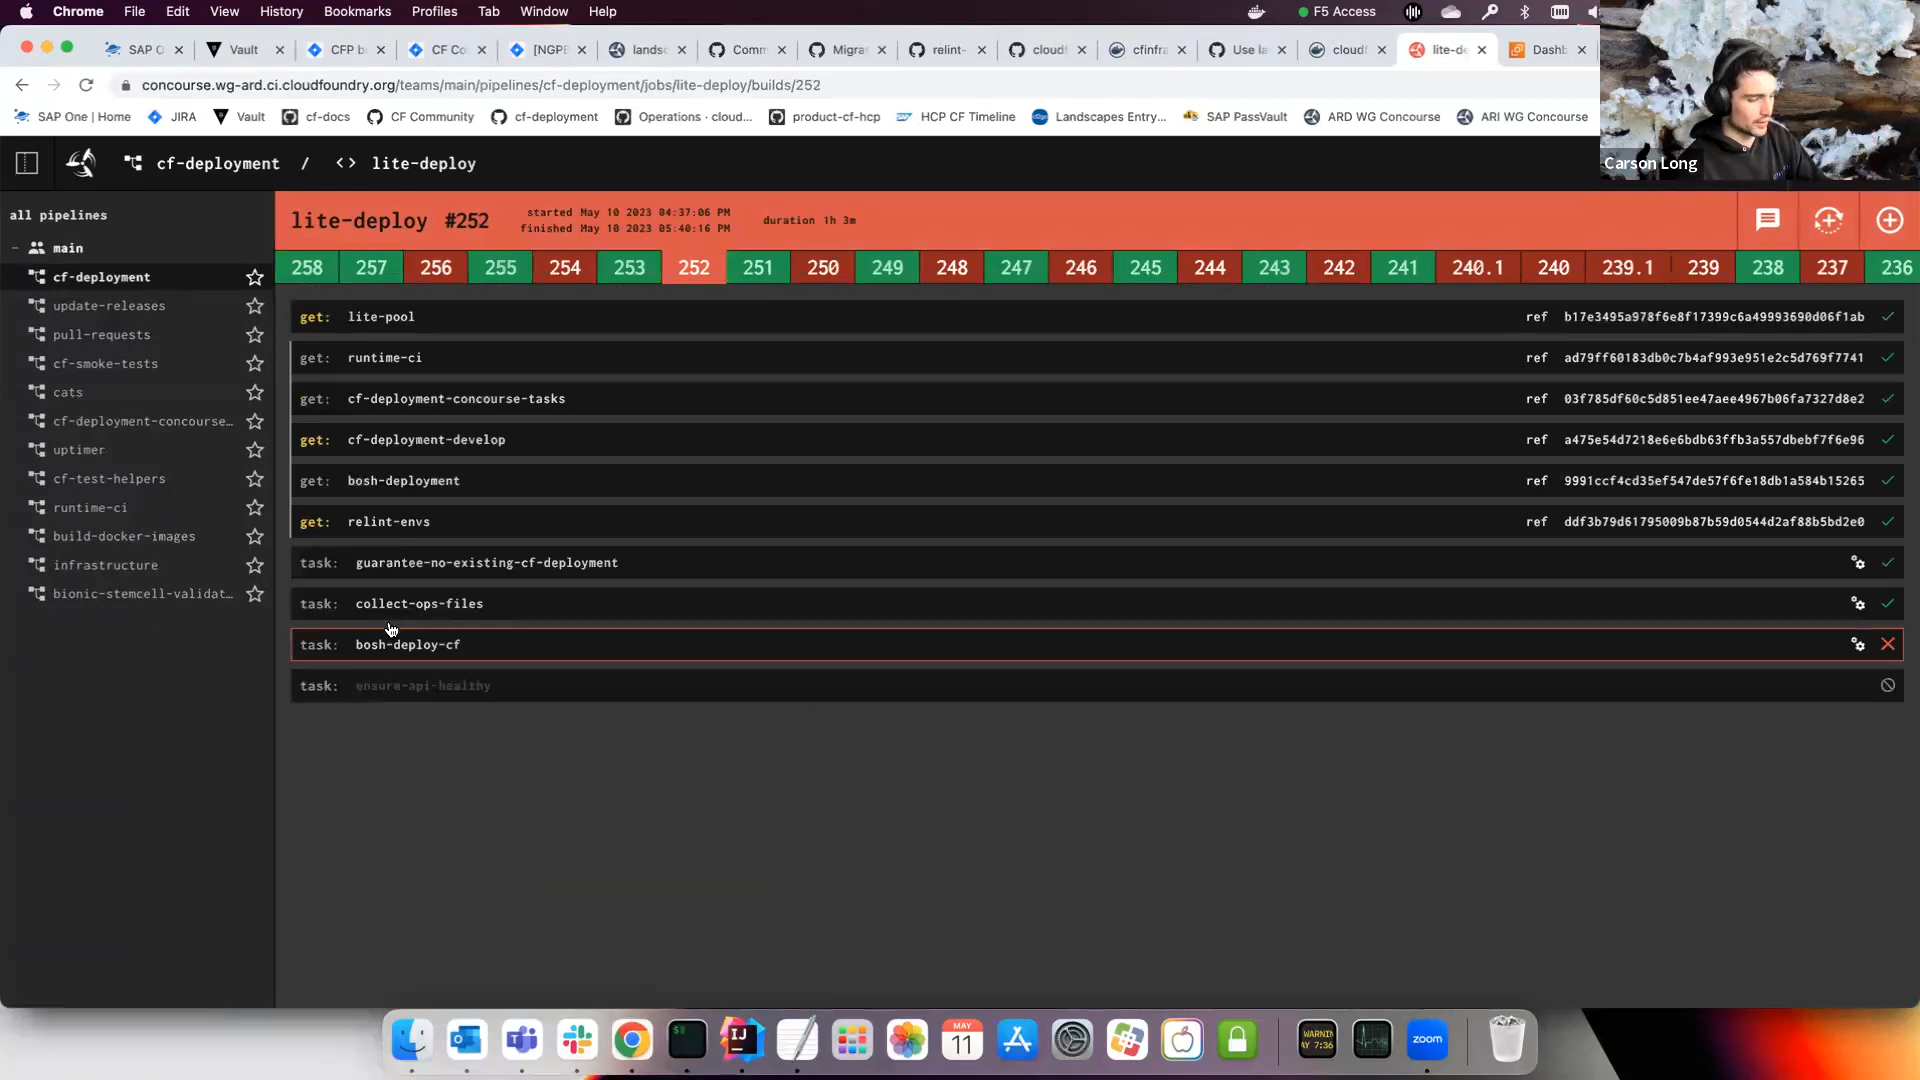 Chrome File Edit View History Bookmarks Profiles Tab Window Help
F5 Access
SAP O
Vault
CFP b
CF Co
[NGPB
landsc
Comm
Migra
relint-
cloudf
cfinfra
Use la
cloudf
lite-de
Dashb
concourse.wg-ard.ci.cloudfoundry.org/teams/main/pipelines/cf-deployment/jobs/lite-deploy/builds/252
SAP One | Home JIRA Vault cf-docs CF Community cf-deployment Operations - cloud... product-cf-hcp HCP CF Timeline Landscapes Entry... SAP PassVault ARD WG Concourse ARI WG Concourse
Carson Long
cf-deployment / <> lite-deploy
all pipelines
main
cf-deployment
update-releases
pull-requests
cf-smoke-tests
cats
cf-deployment-concourse…
uptimer
cf-test-helpers
runtime-ci
build-docker-images
infrastructure
bionic-stemcell-validat…
lite-deploy #252
started May 10 2023 04:37:06 PM
finished May 10 2023 05:40:16 PM
duration 1h 3m
258 257 256 255 254 253 252 251 250 249 248 247 246 245 244 243 242 241 240.1 240 239.1 239 238 237 236
get: lite-pool ref b17e3495a978f6e8f17399c6a49993690d06f1ab
get: runtime-ci ref ad79ff60183db0c7b4af993e951e2c5d769f7741
get: cf-deployment-concourse-tasks ref 03f785df60c5d851ee47aee4967b06fa7327d8e2
get: cf-deployment-develop ref a475e54d7218e6e6bdb63ffb3a557dbebf7f6e96
get: bosh-deployment ref 9991ccf4cd35ef547de57f6fe18db1a584b15265
get: relint-envs ref ddf3b79d61795009b87b59d0544d2af88b5bd2e0
task: guarantee-no-existing-cf-deployment
task: collect-ops-files
task: bosh-deploy-cf
task: ensure-api-healthy
MAY
11
WARNIN
AY 7:36
zoom